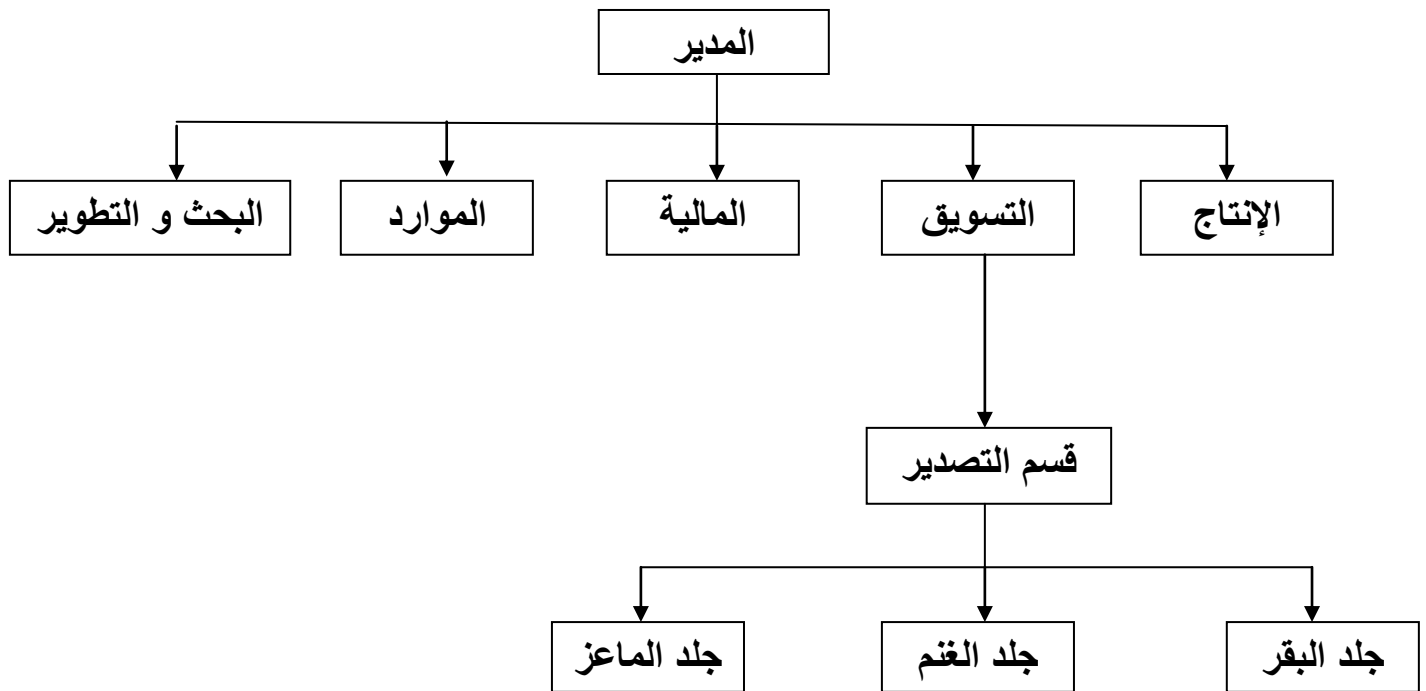 المدير
الإنتاج
التسويق
المالية
الموارد
البحث و التطوير
قسم التصدير
جلد البقر
جلد الغنم
جلد الماعز